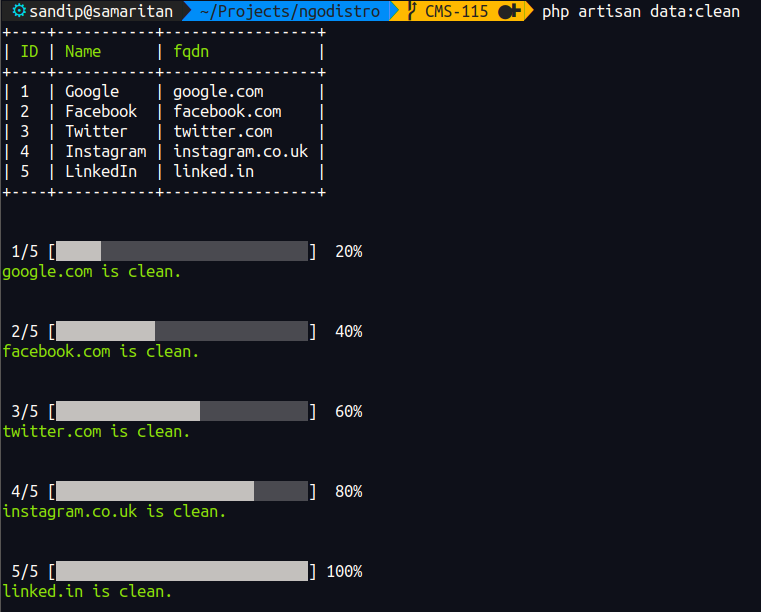 sandip@samaritan ~/Projects/ngodistro CMS-115 php artisan data:clean
+----+-----------+-----------------+
| ID | Name      | fqdn            |
+----+-----------+-----------------+
| 1  | Google    | google.com      |
| 2  | Facebook  | facebook.com    |
| 3  | Twitter   | twitter.com     |
| 4  | Instagram | instagram.co.uk |
| 5  | LinkedIn  | linked.in       |
+----+-----------+-----------------+
1/5 [ ] 20%
google.com is clean.
2/5 [ ] 40%
facebook.com is clean.
3/5 [ ] 60%
twitter.com is clean.
4/5 [ ] 80%
instagram.co.uk is clean.
5/5 [ ] 100%
linked.in is clean.